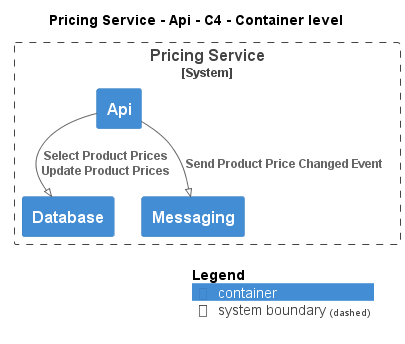 Pricing Service - Api - C4 - Container level
Pricing Service
[System]
Api
Select Product Prices
Update Product Prices
Send Product Price Changed Event
Database
Messaging
Legend
container
system boundary (dashed)